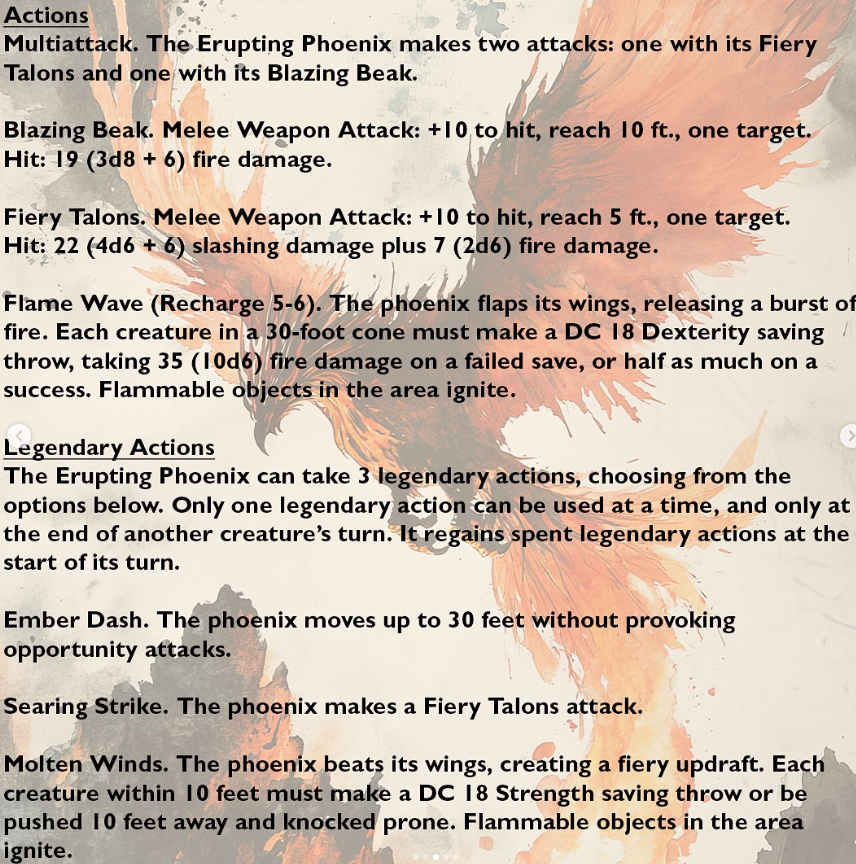 Actions
Multiattack. The Erupting Phoenix makes two attacks: one with its Fiery
Talons and one with its Blazing Beak.
Blazing Beak. Melee Weapon Attack: +10 to hit, reach 10 ft., one target.
Hit: 19 (3d8 + 6) fire damage.
Fiery Talons. Melee Weapon Attack: +10 to hit, reach 5 ft., one target.
Hit: 22 (4d6 + 6) slashing damage plus 7 (2d6) fire damage.
Flame Wave (Recharge 5-6). The phoenix flaps its wings, releasing a burst of
fire. Each creature in a 30-foot cone must make a DC 18 Dexterity saving
throw, taking 35 (10d6) fire damage on a failed save, or half as much on a
success. Flammable objects in the area ignite.
Legendary Actions
The Erupting Phoenix can take 3 legendary actions, choosing from the
options below. Only one legendary action can be used at a time, and only at
the end of another creature’s turn. It regains spent legendary actions at the
start of its turn.
Ember Dash. The phoenix moves up to 30 feet without provoking
opportunity attacks.
Searing Strike. The phoenix makes a Fiery Talons attack.
Molten Winds. The phoenix beats its wings, creating a fiery updraft. Each
creature within 10 feet must make a DC 18 Strength saving throw or be
pushed 10 feet away and knocked prone. Flammable objects in the area
ignite.